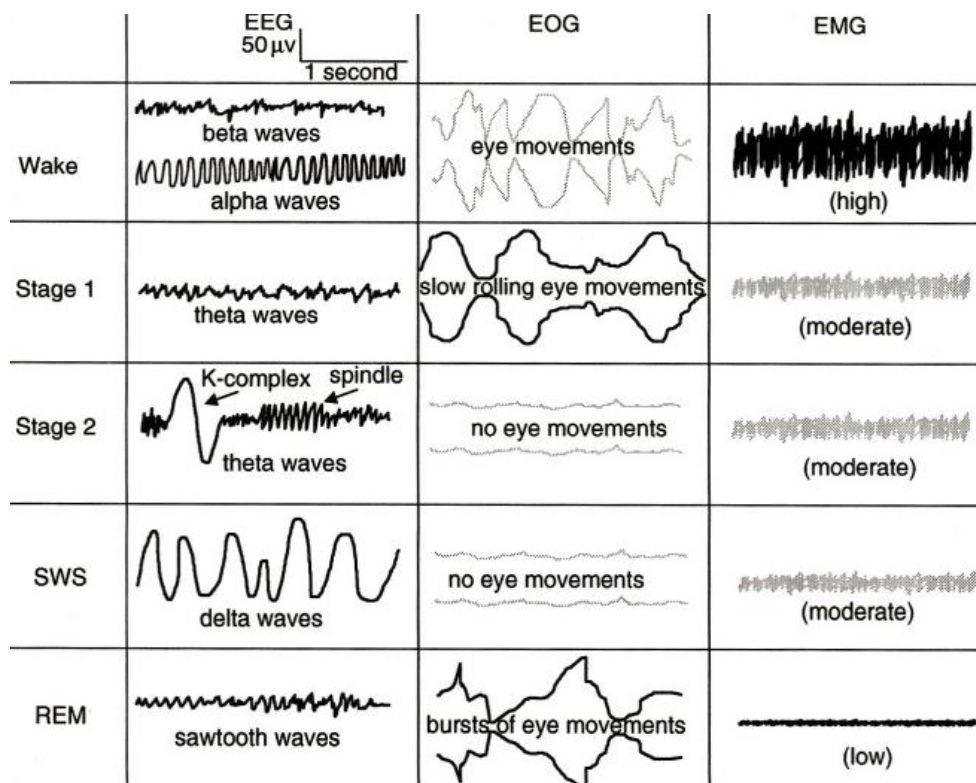 EEG
50 μv
1 second
EOG
EMG
Wake
beta waves
alpha waves
eye movements
(high)
Stage 1
theta waves
slow rolling eye movements
(moderate)
Stage 2
K-complex
spindle
theta waves
no eye movements
(moderate)
SWS
delta waves
no eye movements
(moderate)
REM
sawtooth waves
bursts of eye movements
(low)